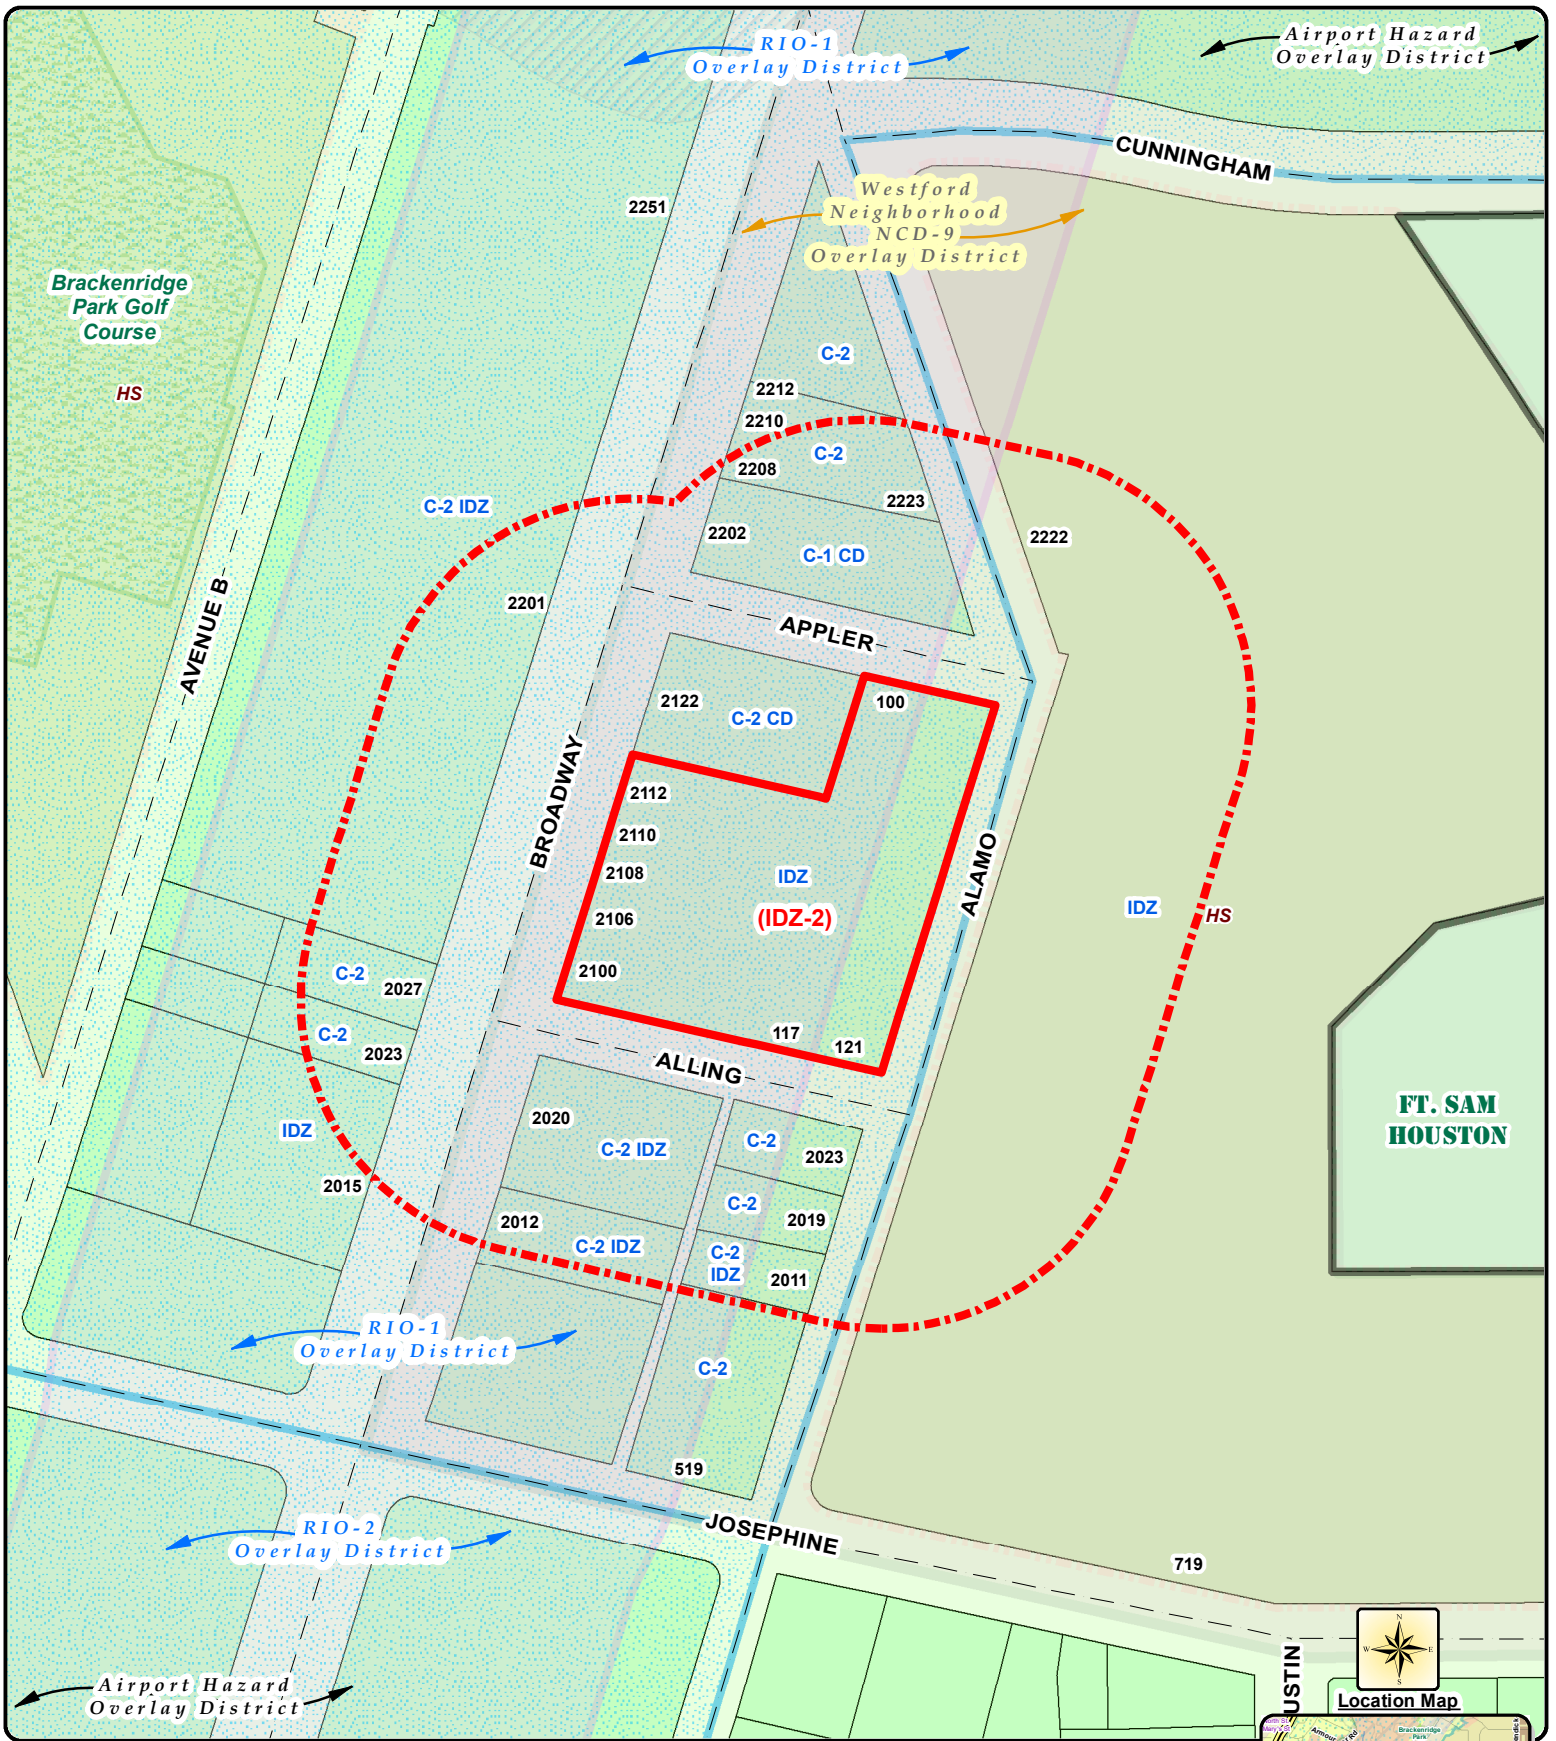 RIO-1
Overlay District
Airport Hazard
Overlay District
CUNNINGHAM
Westford
Neighborhood
NCD-9
Overlay District
2251
Brackenridge
Park Golf
Course
HS
C-2
2212
2210
C-2
2208
2223
C-2 IDZ
2202
C-1 CD
2222
2201
AVENUE B
APPLER
2122
C-2 CD
100
BROADWAY
2112
2110
2108
2106
2100
IDZ
(IDZ-2)
ALAMO
IDZ
HS
C-2
2027
C-2
2023
117
121
ALLING
FT. SAM
HOUSTON
2020
C-2 IDZ
C-2
2023
IDZ
2015
C-2
2019
2012
C-2 IDZ
C-2
IDZ
2011
RIO-1
Overlay District
C-2
519
JOSEPHINE
RIO-2
Overlay District
719
N
W
E
S
USTIN
Airport Hazard
Overlay District
Location Map
Brackenridge
Park